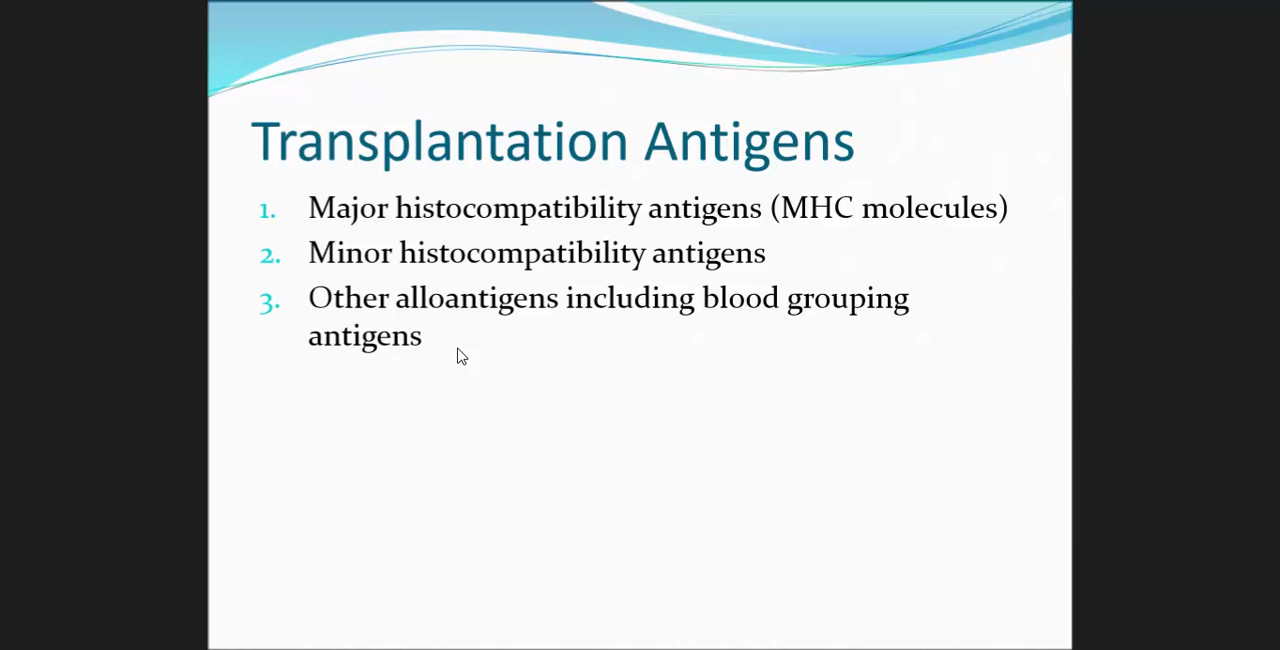 Transplantation Antigens
1. Major histocompatibility antigens (MHC molecules)
2. Minor histocompatibility antigens
3. Other alloantigens including blood grouping
antigens